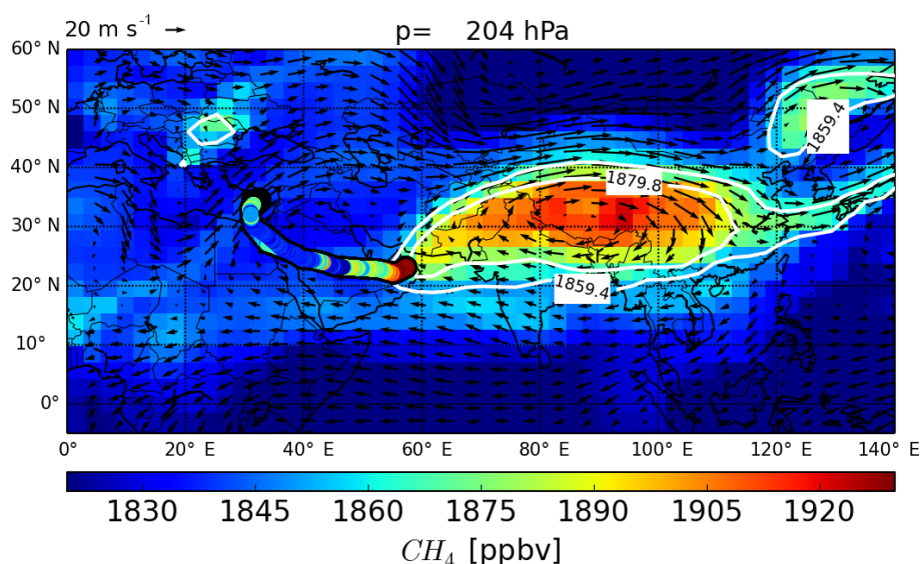 20 m s⁻¹
p= 204 hPa
60° N
50° N
40° N
30° N
20° N
10°
0°
1859.4
1879.8
1859.4
0° 20° E 40° E 60° E 80° E 100° E 120° E 140° E
1830 1845 1860 1875 1890 1905 1920
CH₄ [ppbv]